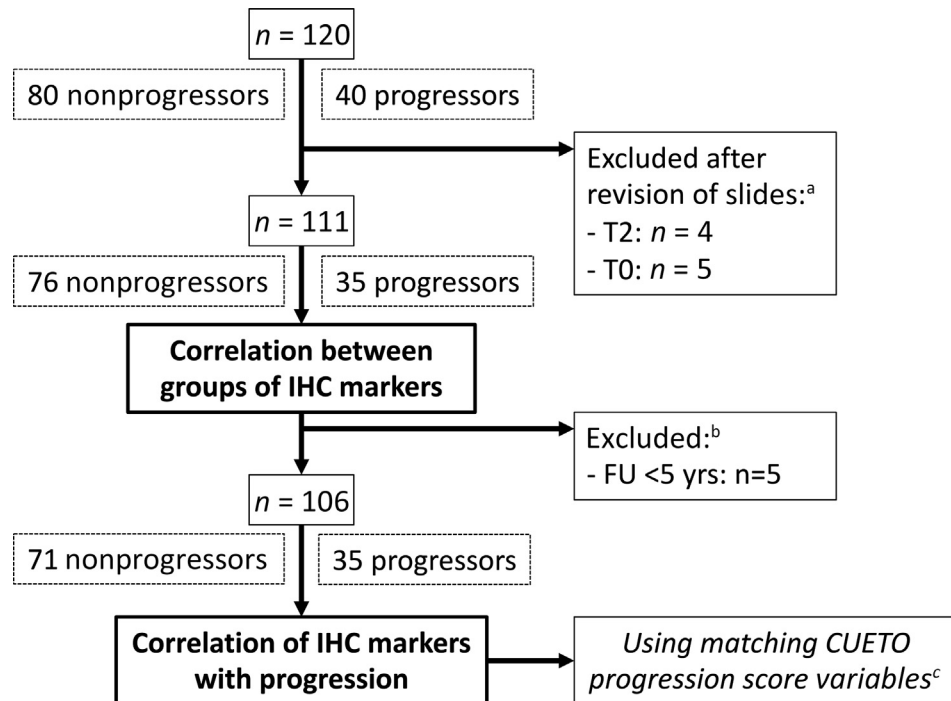 n = 120
80 nonprogressors
40 progressors
Excluded after
revision of slides:ᵃ
- T2: n = 4
- T0: n = 5
n = 111
76 nonprogressors
35 progressors
Correlation between
groups of IHC markers
Excluded:ᵇ
- FU <5 yrs: n=5
n = 106
71 nonprogressors
35 progressors
Correlation of IHC markers
with progression
Using matching CUETO
progression score variablesᶜ